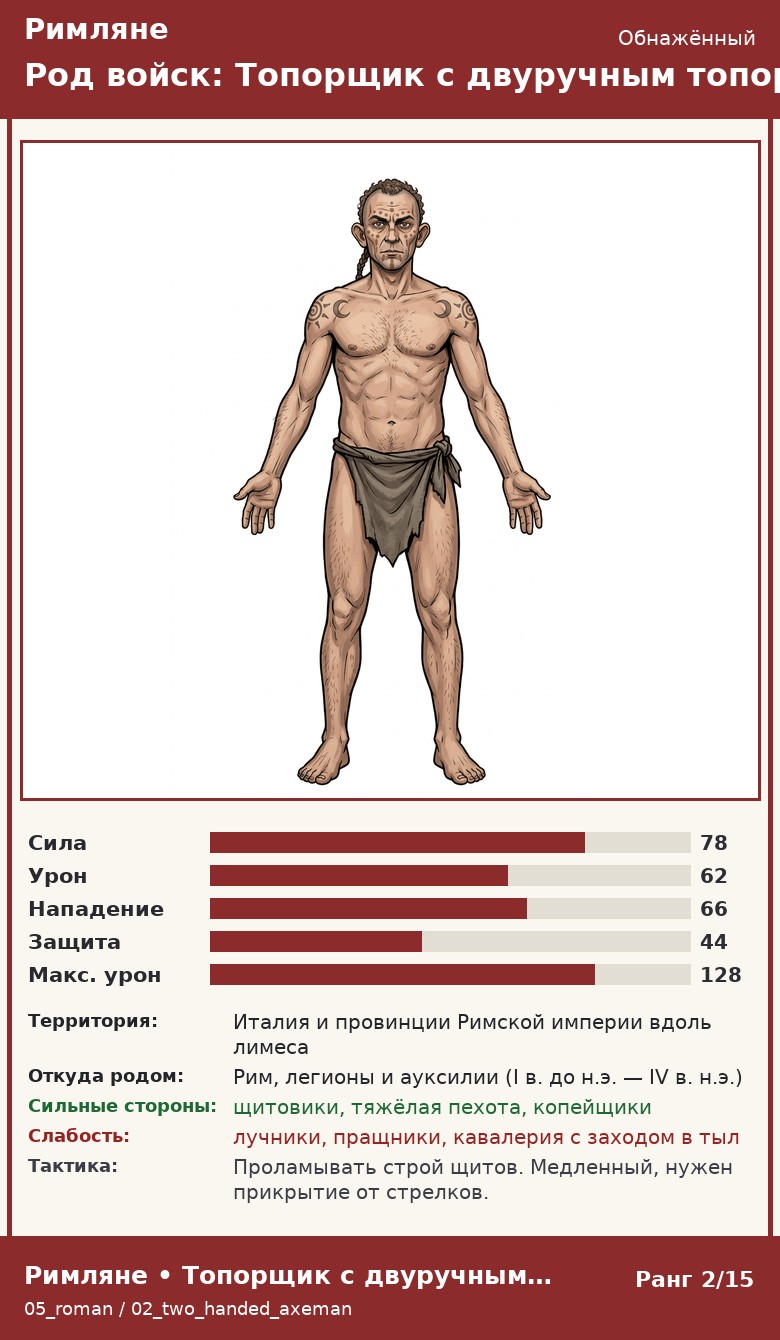 Римляне
Обнажённый
Род войск: Топорщик с двуручным топор
Сила 78
Урон 62
Нападение 66
Защита 44
Макс. урон 128
Территория: Италия и провинции Римской империи вдоль
лимеса
Откуда родом: Рим, легионы и ауксилии (I в. до н.э. — IV в. н.э.)
Сильные стороны: щитовики, тяжёлая пехота, копейщики
Слабость: лучники, пращники, кавалерия с заходом в тыл
Тактика: Проламывать строй щитов. Медленный, нужен
прикрытие от стрелков.
Римляне • Топорщик с двуручным…
Ранг 2/15
05_roman / 02_two_handed_axeman